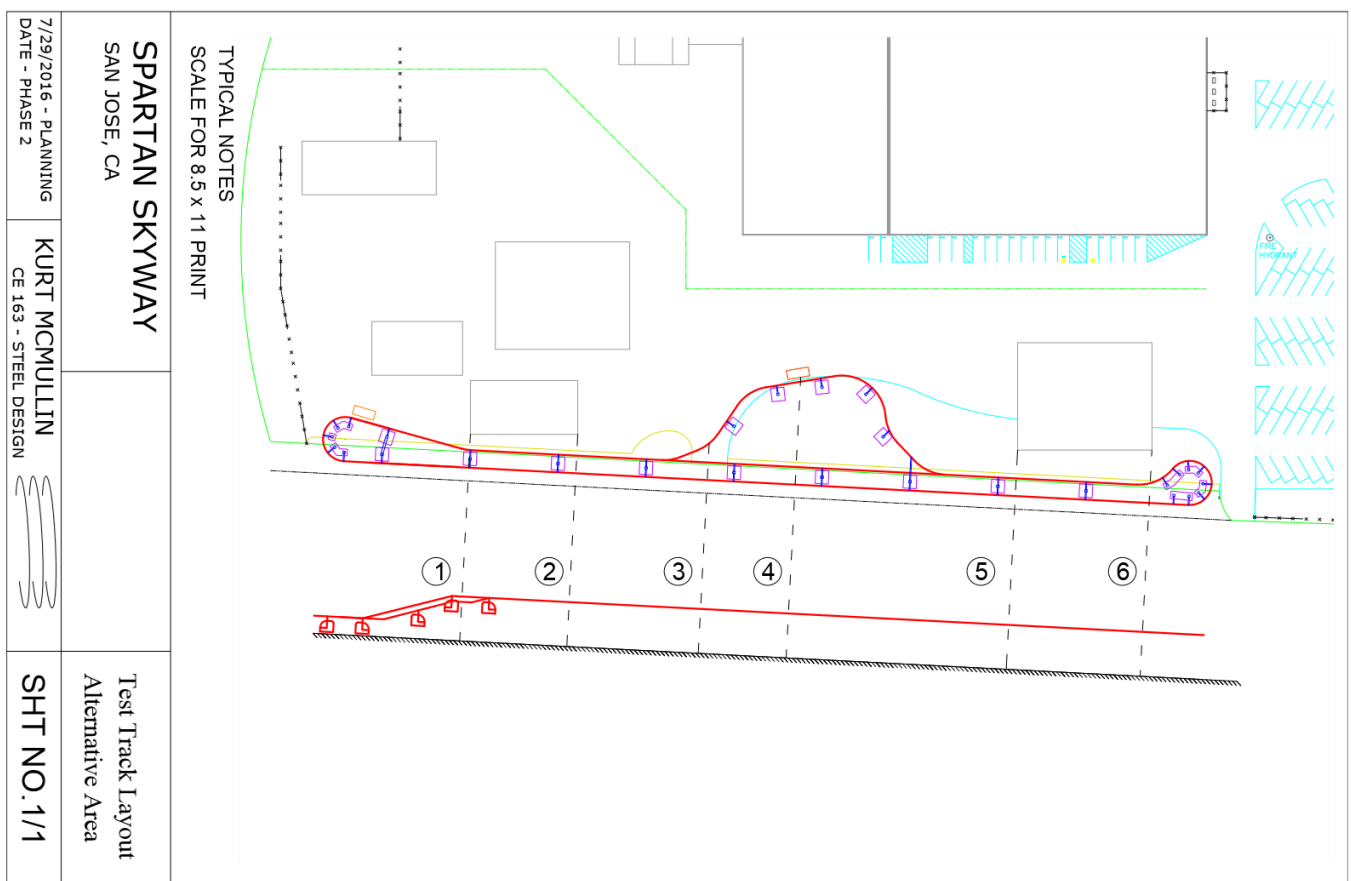 TYPICAL NOTES
SCALE FOR 8.5 x 11 PRINT
SPARTAN SKYWAY
SAN JOSE, CA
7/29/2016 - PLANNING
DATE - PHASE 2
KURT MCMULLIN
CE 163 - STEEL DESIGN
Test Track Layout
Alternative Area
SHT NO.1/1
FIRE
HYDRANT
1
2
3
4
5
6